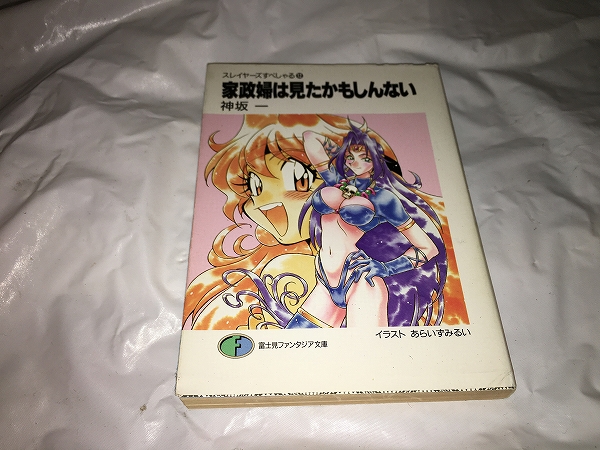 スレイヤーズすぺしゃる⑫
家政婦は見たかもしんない
神坂 一
イラスト あらいずみるい
F 富士見ファンタジア文庫